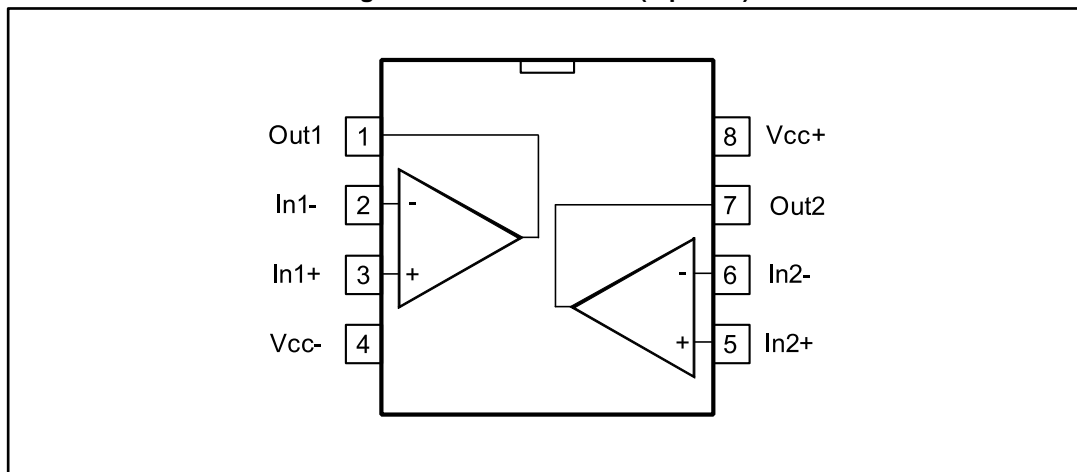 Out1 1
In1- 2
In1+ 3
Vcc- 4
- 
+
8 Vcc+
7 Out2
6 In2-
5 In2+
-
+